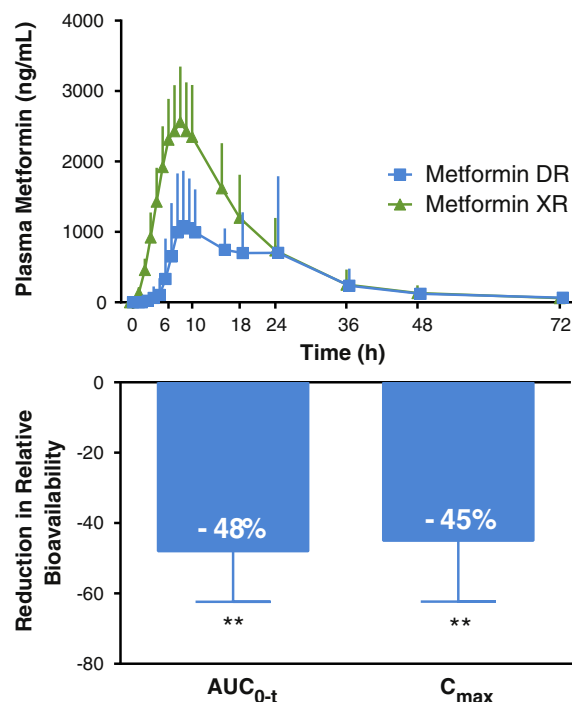 4000
3000
2000
1000
0
Plasma Metformin (ng/mL)
Metformin DR
Metformin XR
0 6 10 18 24 36 48 72
Time (h)
0
-20
-40
-60
-80
Reduction in Relative
Bioavailability
- 48%
- 45%
**
**
AUC0-t
Cmax